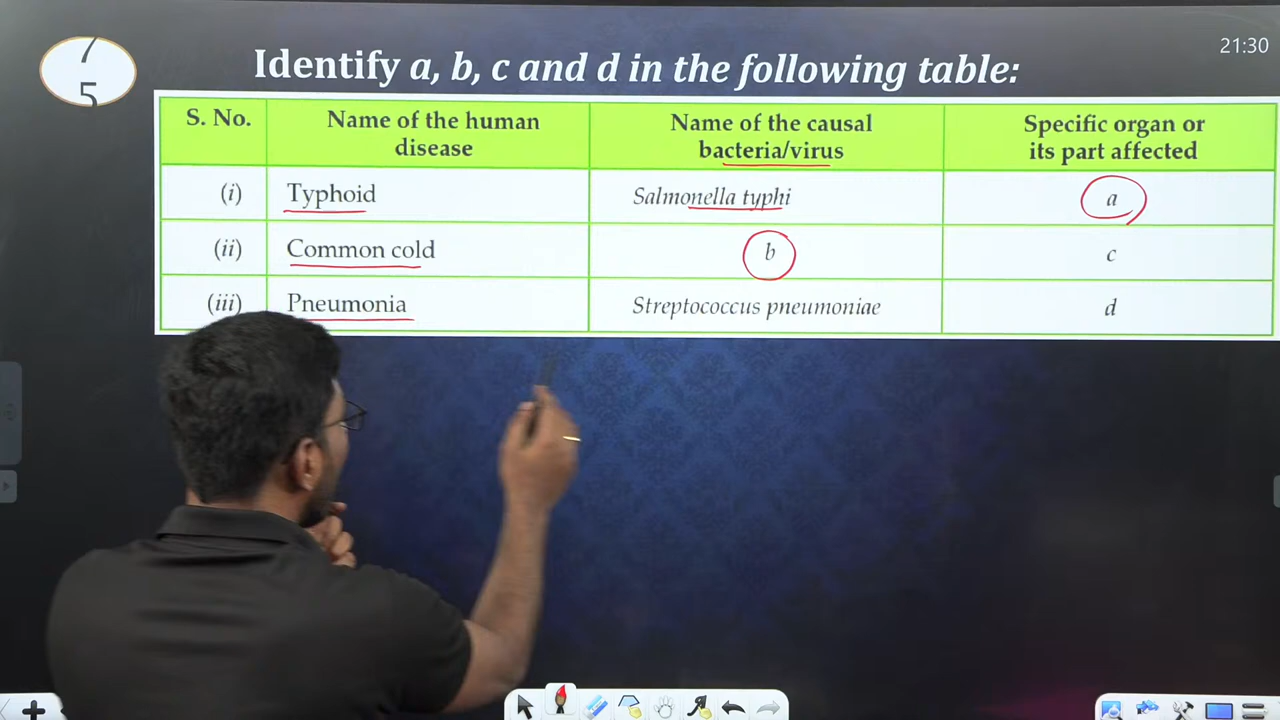 21:30
7
5
Identify a, b, c and d in the following table:
S. No.
Name of the human
disease
Name of the causal
bacteria/virus
Specific organ or
its part affected
(i)
Typhoid
Salmonella typhi
a
(ii)
Common cold
b
c
(iii)
Pneumonia
Streptococcus pneumoniae
d